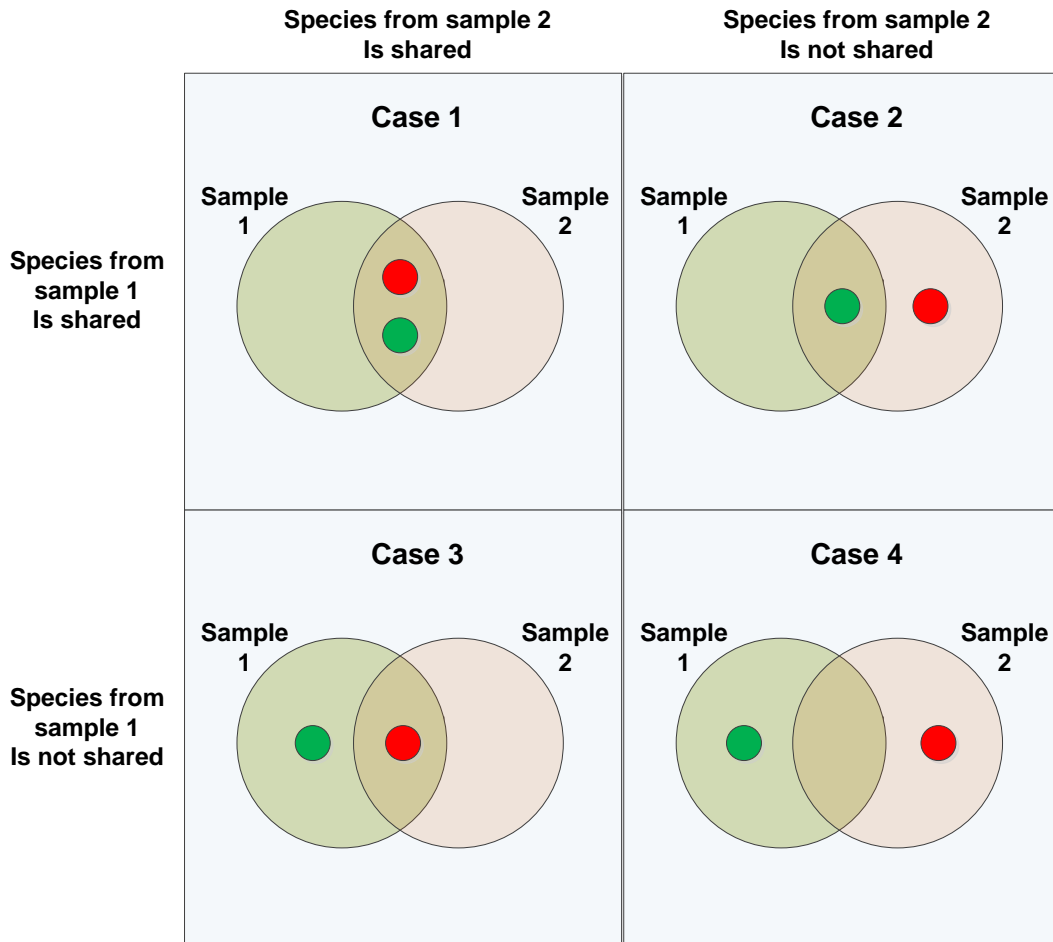 Species from sample 2
Is shared
Species from sample 2
Is not shared
Species from
sample 1
Is shared
Case 1
Sample
1
Sample
2
Case 2
Sample
1
Sample
2
Species from
sample 1
Is not shared
Case 3
Sample
1
Sample
2
Case 4
Sample
1
Sample
2